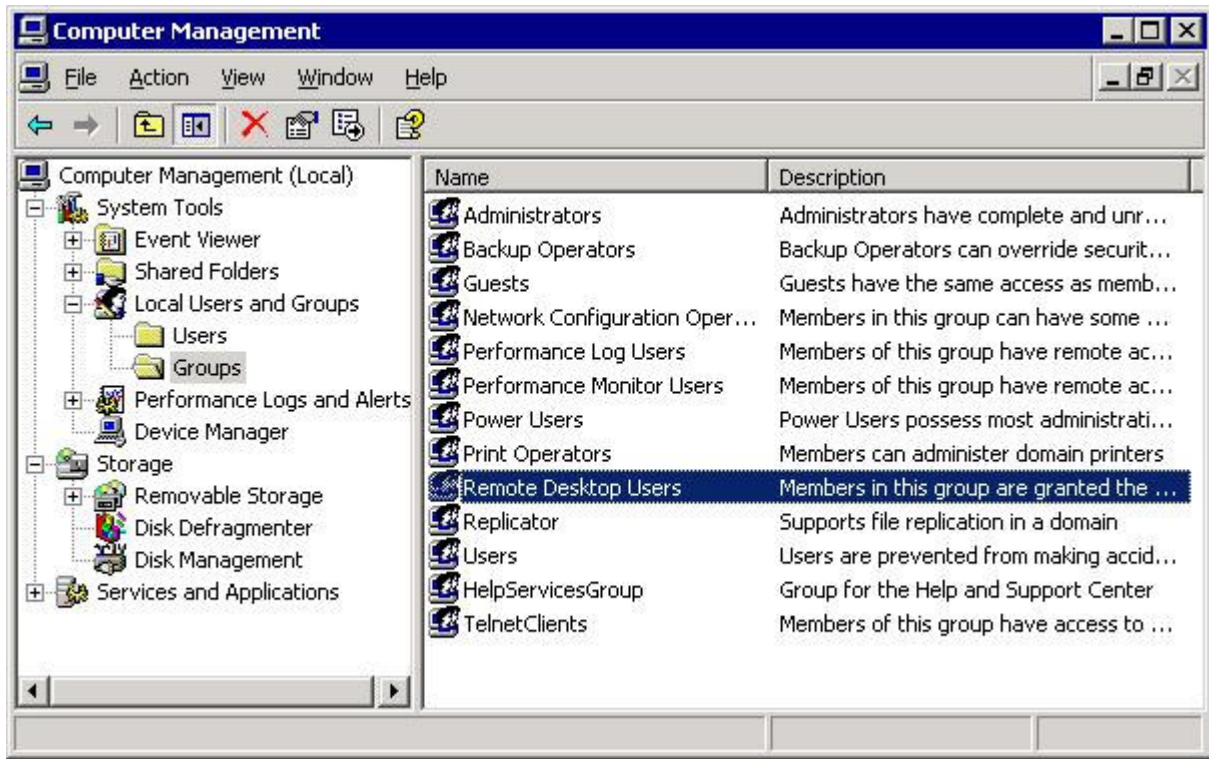 Computer Management
File Action View Window Help
Computer Management (Local)
System Tools
Event Viewer
Shared Folders
Local Users and Groups
Users
Groups
Performance Logs and Alerts
Device Manager
Storage
Removable Storage
Disk Defragmenter
Disk Management
Services and Applications
Name Description
Administrators Administrators have complete and unr...
Backup Operators Backup Operators can override securit...
Guests Guests have the same access as memb...
Network Configuration Oper... Members in this group can have some ...
Performance Log Users Members of this group have remote ac...
Performance Monitor Users Members of this group have remote ac...
Power Users Power Users possess most administrati...
Print Operators Members can administer domain printers
Remote Desktop Users Members in this group are granted the ...
Replicator Supports file replication in a domain
Users Users are prevented from making accid...
HelpServicesGroup Group for the Help and Support Center
TelnetClients Members of this group have access to ...